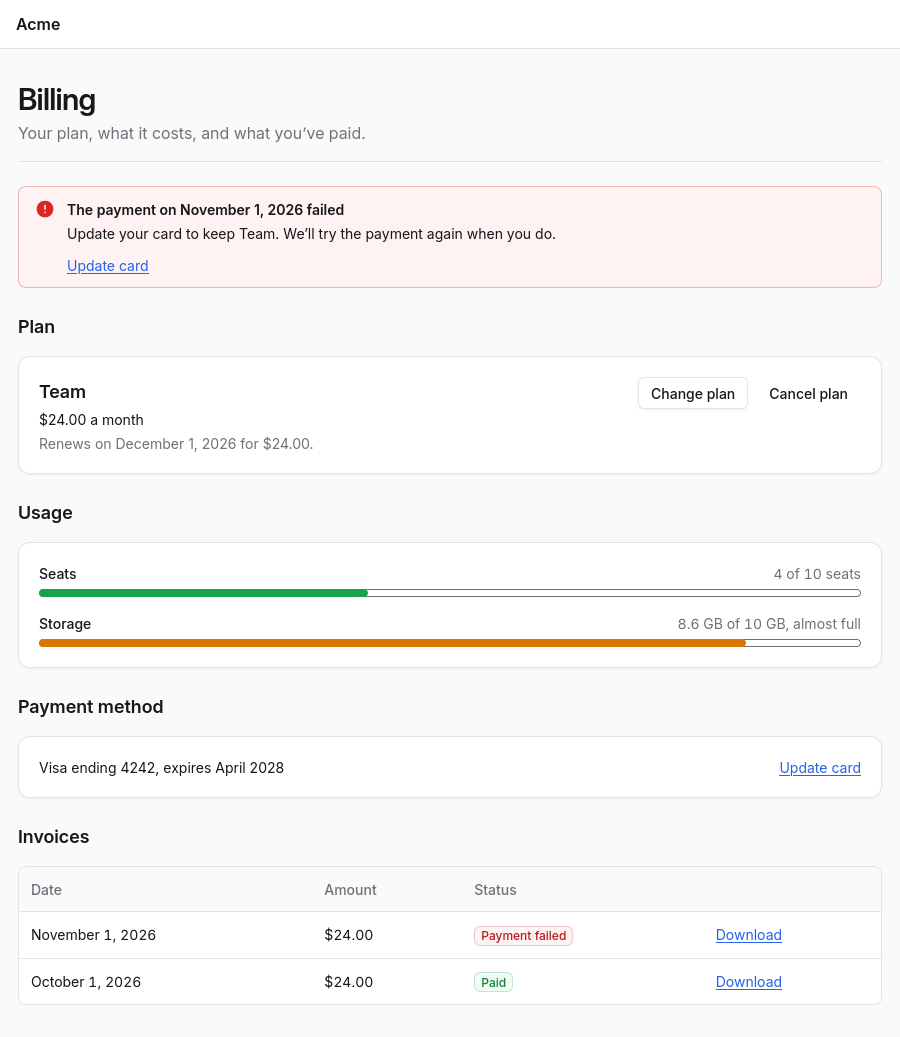 Acme
Billing
Your plan, what it costs, and what you’ve paid.
The payment on November 1, 2026 failed
Update your card to keep Team. We’ll try the payment again when you do.
Update card
Plan
Team
Change plan
Cancel plan
$24.00 a month
Renews on December 1, 2026 for $24.00.
Usage
Seats
4 of 10 seats
Storage
8.6 GB of 10 GB, almost full
Payment method
Visa ending 4242, expires April 2028
Update card
Invoices
Date Amount Status
November 1, 2026 $24.00 Payment failed Download
October 1, 2026 $24.00 Paid Download